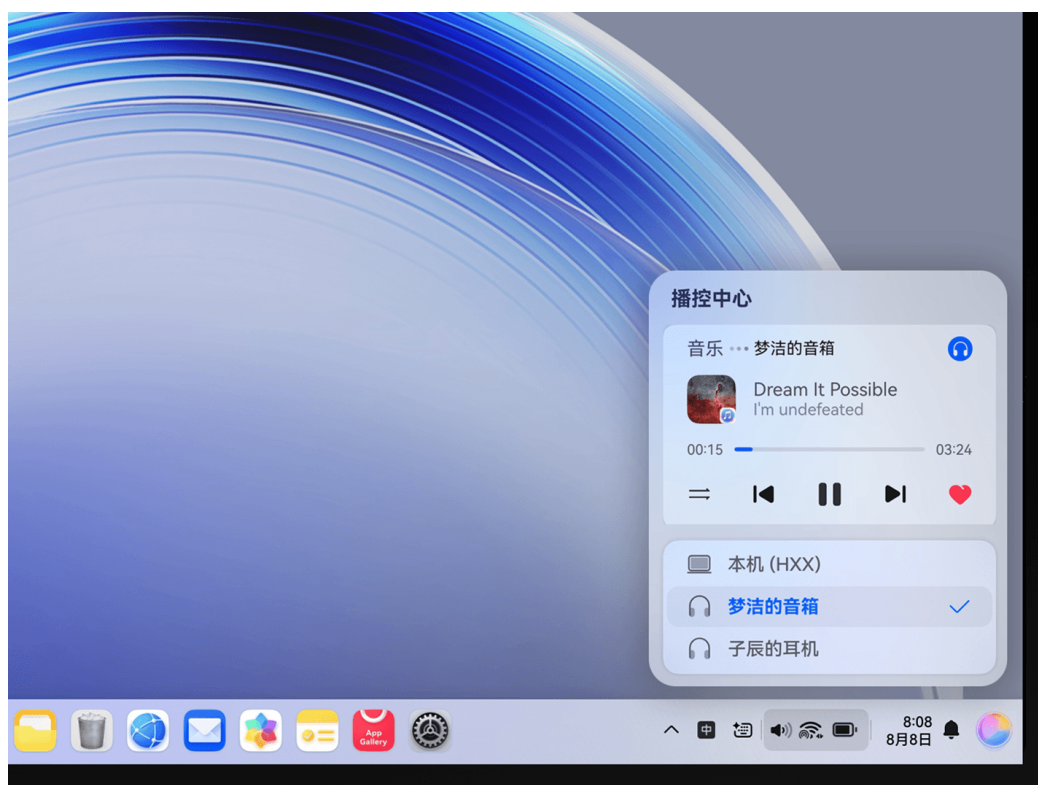 播控中心
音乐 ••• 梦洁的音箱
Dream It Possible
I'm undefeated
00:15 03:24
本机 (HXX)
梦洁的音箱
子辰的耳机
App
Gallery
中
8:08
8月8日